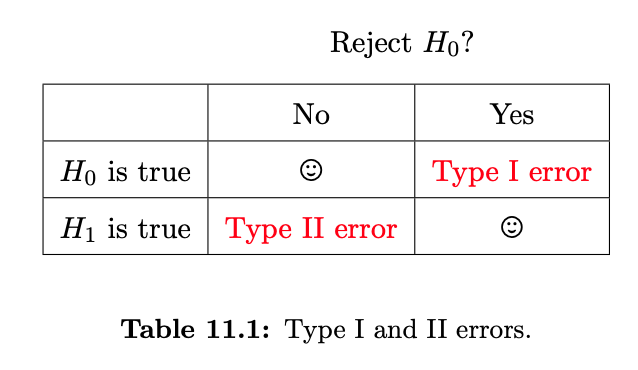 Reject H₀?
No Yes
H₀ is true ☺ Type I error
H₁ is true Type II error ☺
Table 11.1: Type I and II errors.